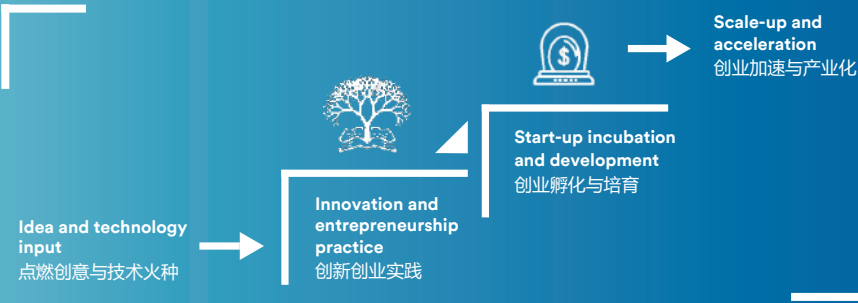 Idea and technology
input
点燃创意与技术火种
Innovation and
entrepreneurship
practice
创新创业实践
$
Start-up incubation
and development
创业孵化与培育
Scale-up and
acceleration
创业加速与产业化